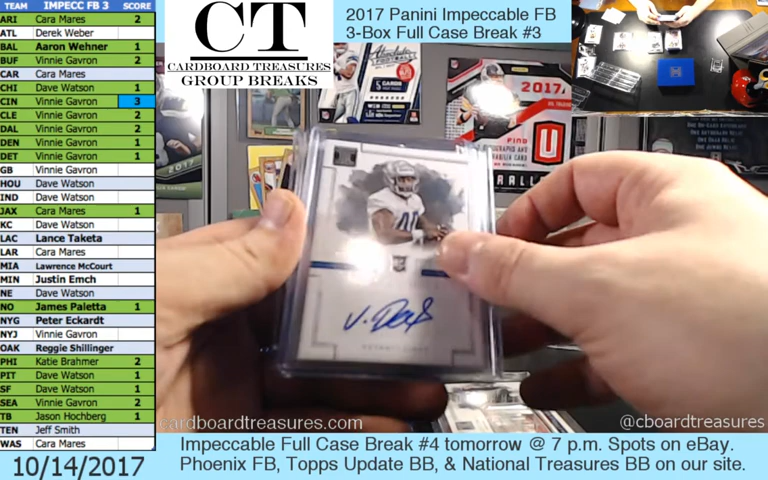 TEAM IMPECC FB 3 SCORE
ARI Cara Mares 2
ATL Derek Weber
BAL Aaron Wehner 1
BUF Vinnie Gavron 2
CAR Cara Mares
CHI Dave Watson 1
CIN Vinnie Gavron 3
CLE Vinnie Gavron 2
DAL Vinnie Gavron 2
DEN Vinnie Gavron 1
DET Vinnie Gavron 1
GB Vinnie Gavron
HOU Dave Watson
IND Dave Watson
JAX Cara Mares 1
KC Dave Watson
LAC Lance Taketa
LAR Cara Mares
MIA Lawrence McCourt
MIN Justin Emch
NE Dave Watson
NO James Paletta 1
NYG Peter Eckardt
NYJ Vinnie Gavron
OAK Reggie Shillinger
PHI Katie Brahmer 2
PIT Dave Watson 1
SF Dave Watson 1
SEA Vinnie Gavron 2
TB Jason Hochberg 1
TEN Jeff Smith
WAS Cara Mares
10/14/2017
CT
CARDBOARD TREASURES
GROUP BREAKS
2017 Panini Impeccable FB
3-Box Full Case Break #3
Absolute
FOOTBALL
2017
FIND
U
2017
cardboardtreasures.com
@cboardtreasures
Impeccable Full Case Break #4 tomorrow @ 7 p.m. Spots on eBay.
Phoenix FB, Topps Update BB, & National Treasures BB on our site.